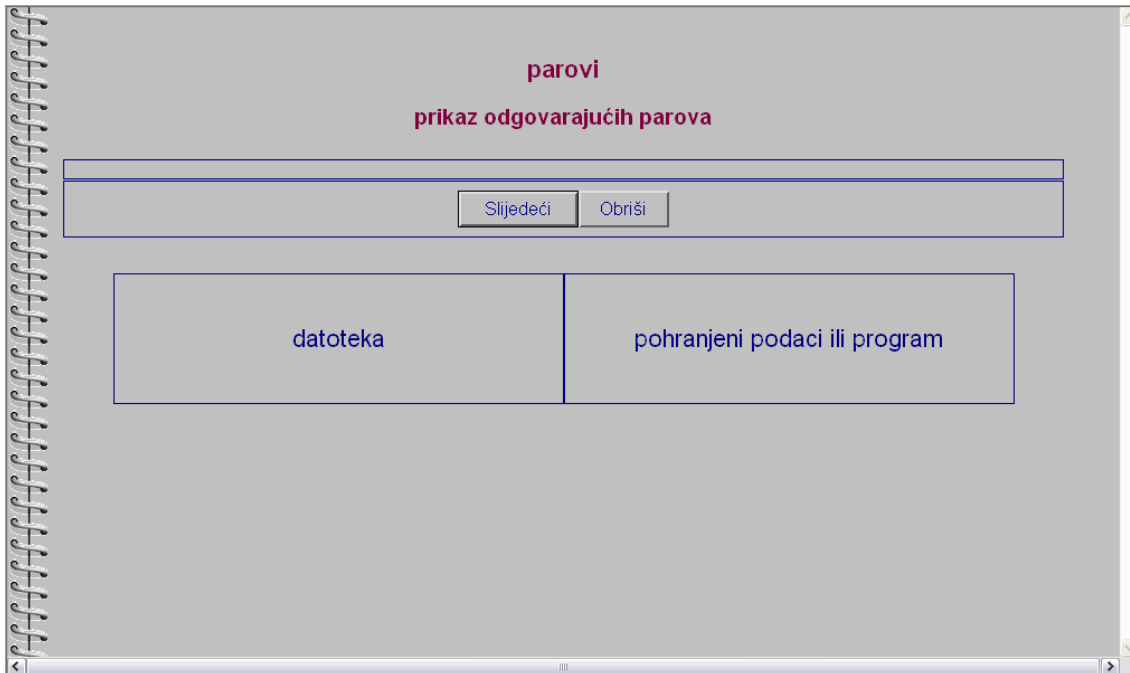 parovi
prikaz odgovarajućih parova
Slijedeći Obriši
datoteka pohranjeni podaci ili program